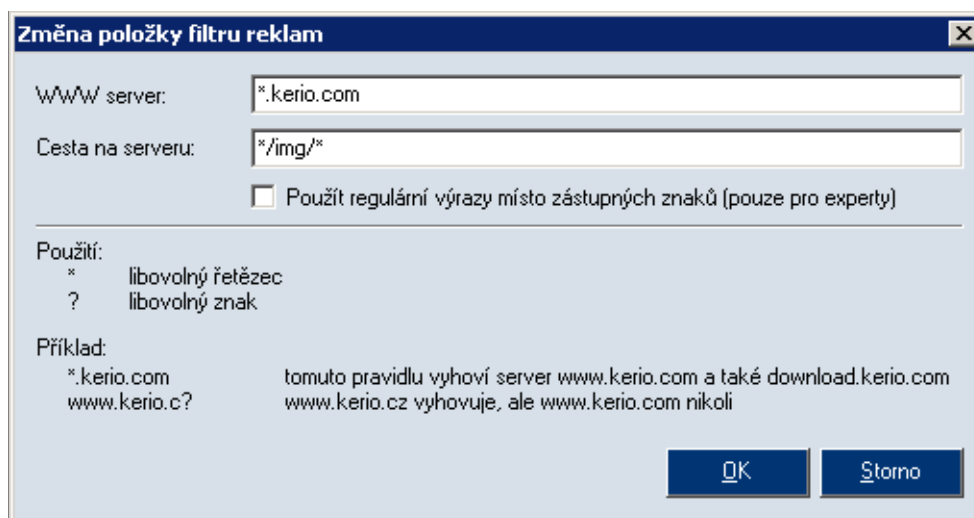 Změna položky filtru reklam
WWW server: *.kerio.com
Cesta na serveru: */img/*
Použít regulární výrazy místo zástupných znaků (pouze pro experty)
Použití:
* libovolný řetězec
? libovolný znak
Příklad:
*.kerio.com tomuto pravidlu vyhoví server www.kerio.com a také download.kerio.com
www.kerio.c? www.kerio.cz vyhovuje, ale www.kerio.com nikoli
OK Storno